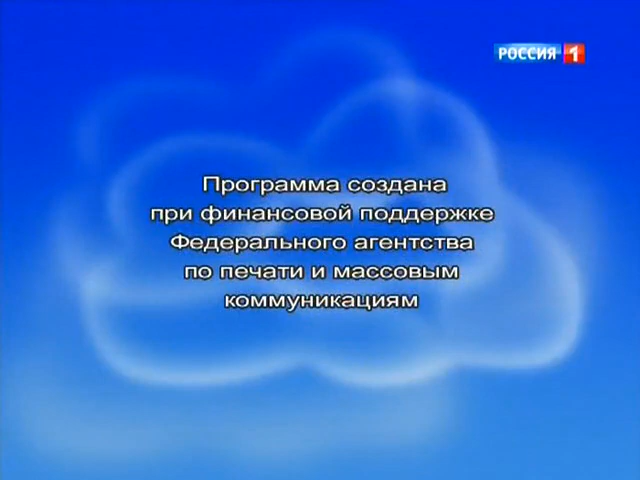 РОССИЯ 1
Программа создана
при финансовой поддержке
Федерального агентства
по печати и массовым
коммуникациям